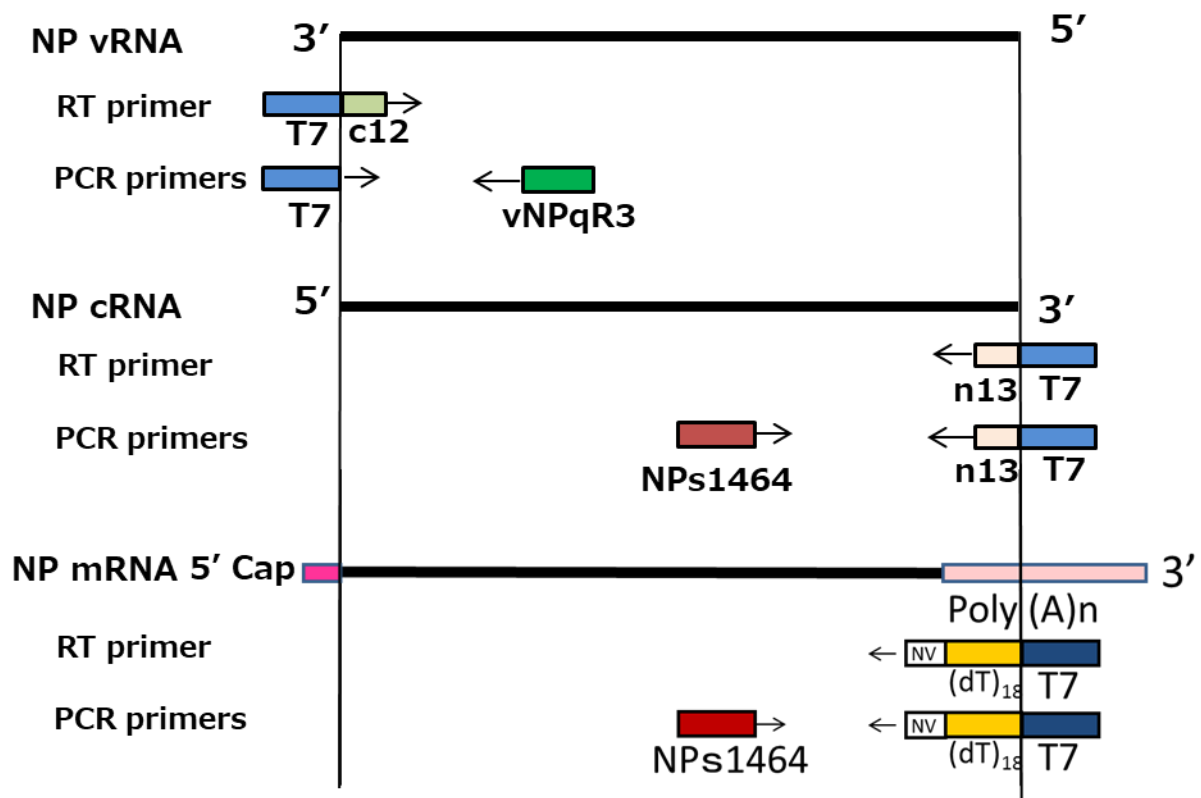 NP vRNA 3′ 5′
RT primer
T7 c12
PCR primers
T7 vNPqR3
NP cRNA 5′ 3′
RT primer
n13 T7
PCR primers
NPs1464 n13 T7
NP mRNA 5′ Cap 3′
Poly (A)n
RT primer
NV
(dT)₁₈ T7
PCR primers
NV
NPs1464 (dT)₁₈ T7